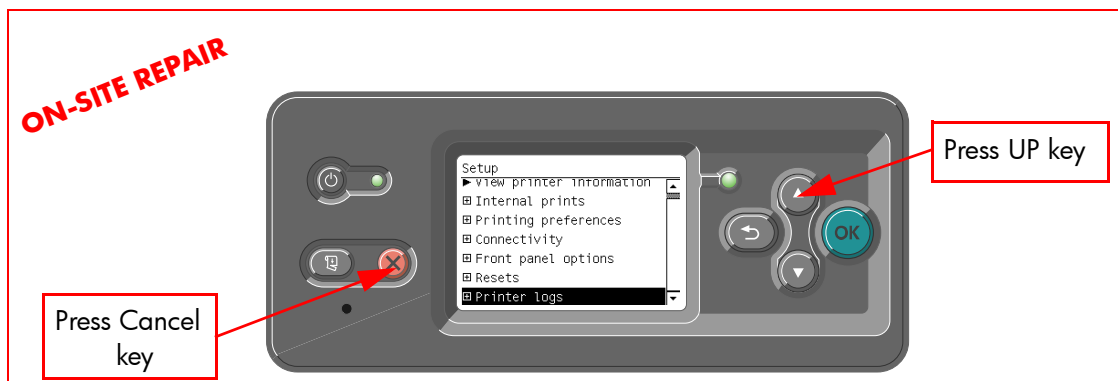 ON-SITE REPAIR
Setup
View printer information
Internal prints
Printing preferences
Connectivity
Front panel options
Resets
Printer logs
OK
Press UP key
Press Cancel
key